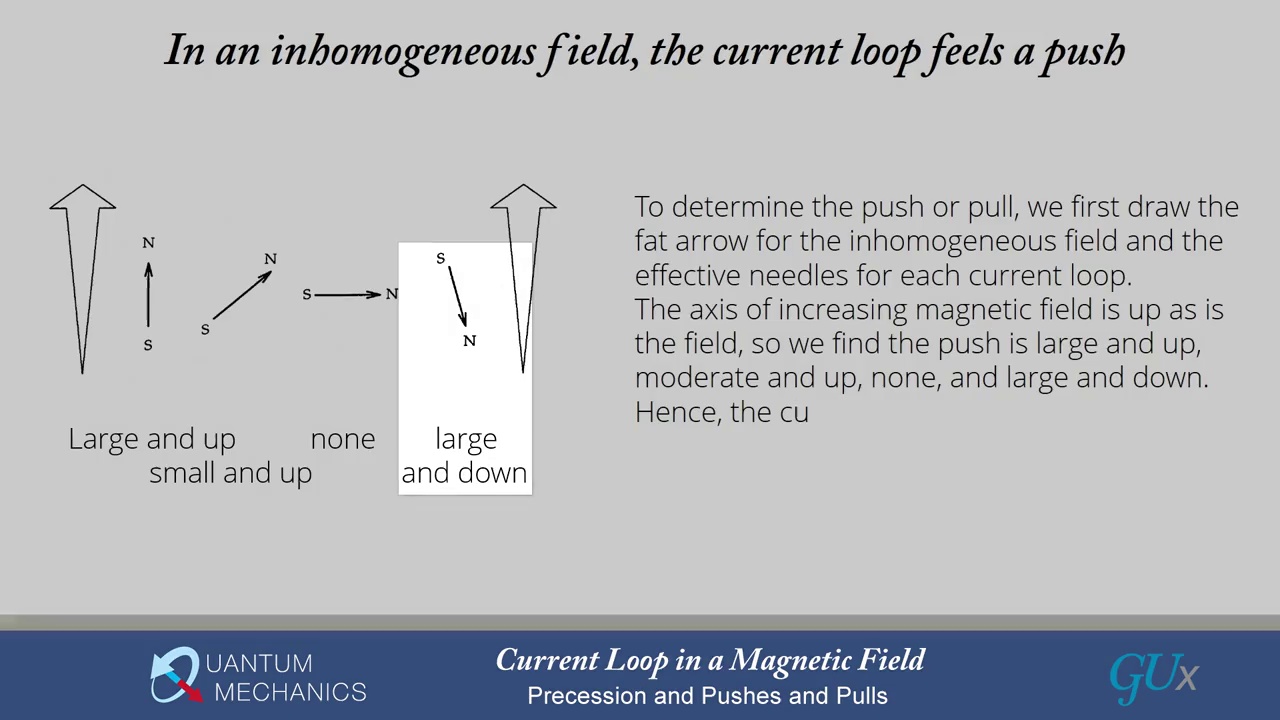 In an inhomogeneous field, the current loop feels a push
N
S
N
S
S
N
S
N
Large and up
small and up
none
large
and down
To determine the push or pull, we first draw the
fat arrow for the inhomogeneous field and the
effective needles for each current loop.
The axis of increasing magnetic field is up as is
the field, so we find the push is large and up,
moderate and up, none, and large and down.
Hence, the cu
QUANTUM
MECHANICS
Current Loop in a Magnetic Field
Precession and Pushes and Pulls
GUx